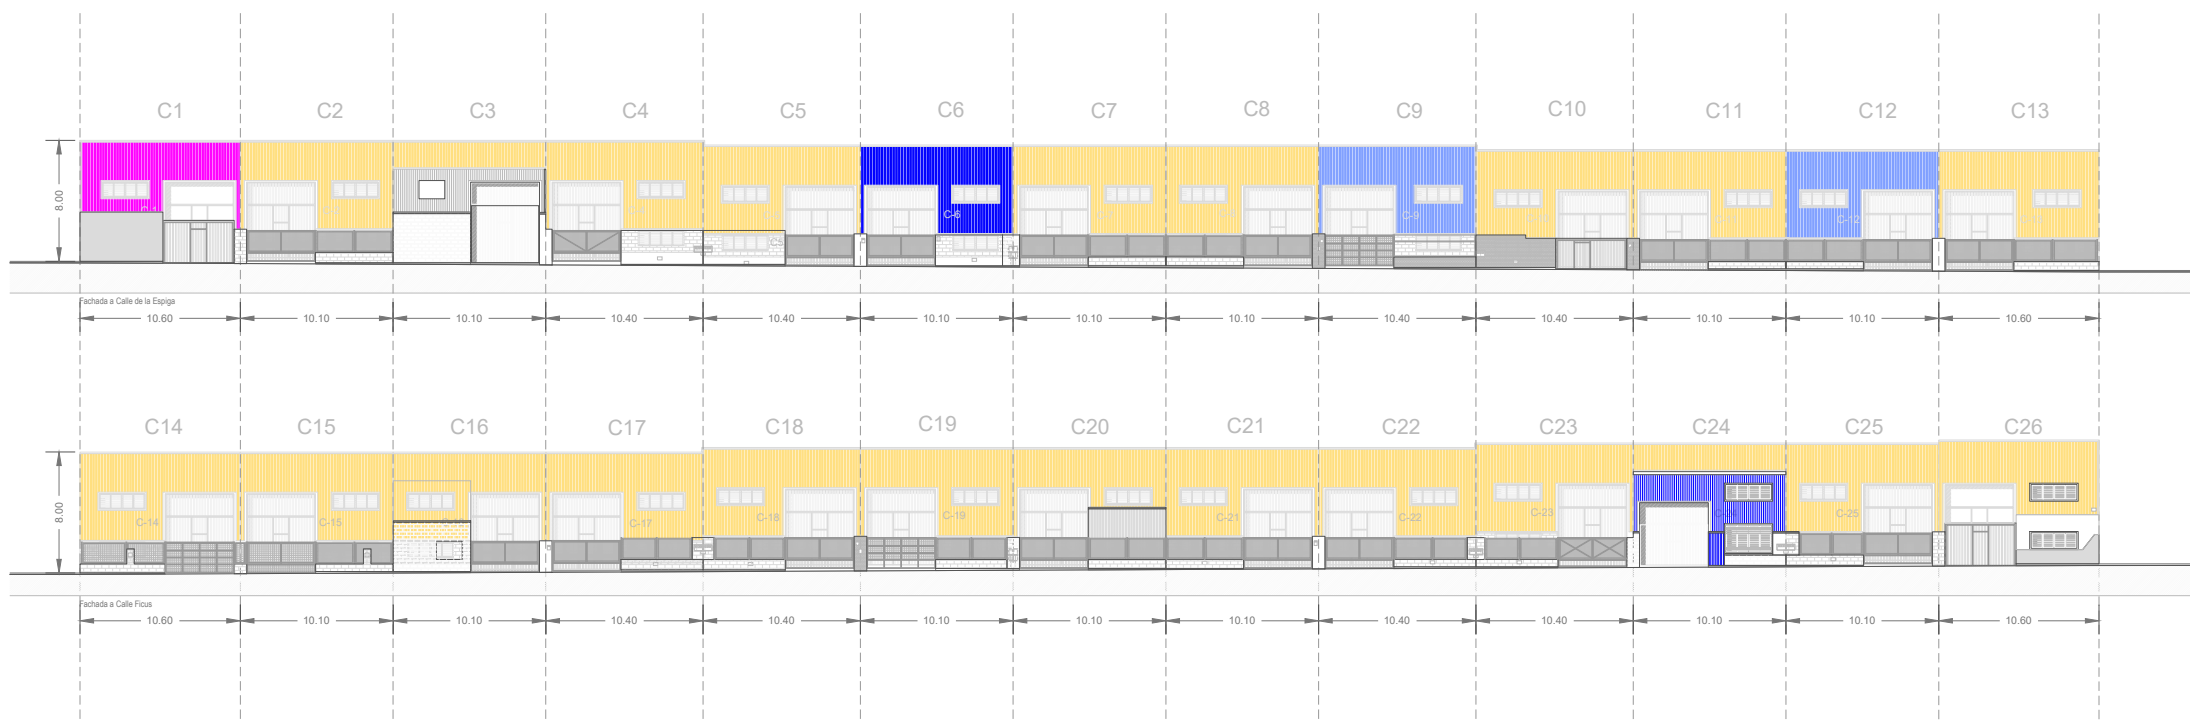 C1 C2 C3 C4 C5 C6 C7 C8 C9 C10 C11 C12 C13
8.00
C-6 C-9 C-12
C5
Fachada a Calle de la Espiga
10.60 10.10 10.10 10.40 10.40 10.10 10.10 10.10 10.40 10.40 10.10 10.10 10.60
C14 C15 C16 C17 C18 C19 C20 C21 C22 C23 C24 C25 C26
8.00
C-14 C-15 C-17 C-18 C-19 C-21 C-22 C-23 C-25
Fachada a Calle Ficus
10.60 10.10 10.10 10.40 10.40 10.10 10.10 10.10 10.40 10.40 10.10 10.10 10.60